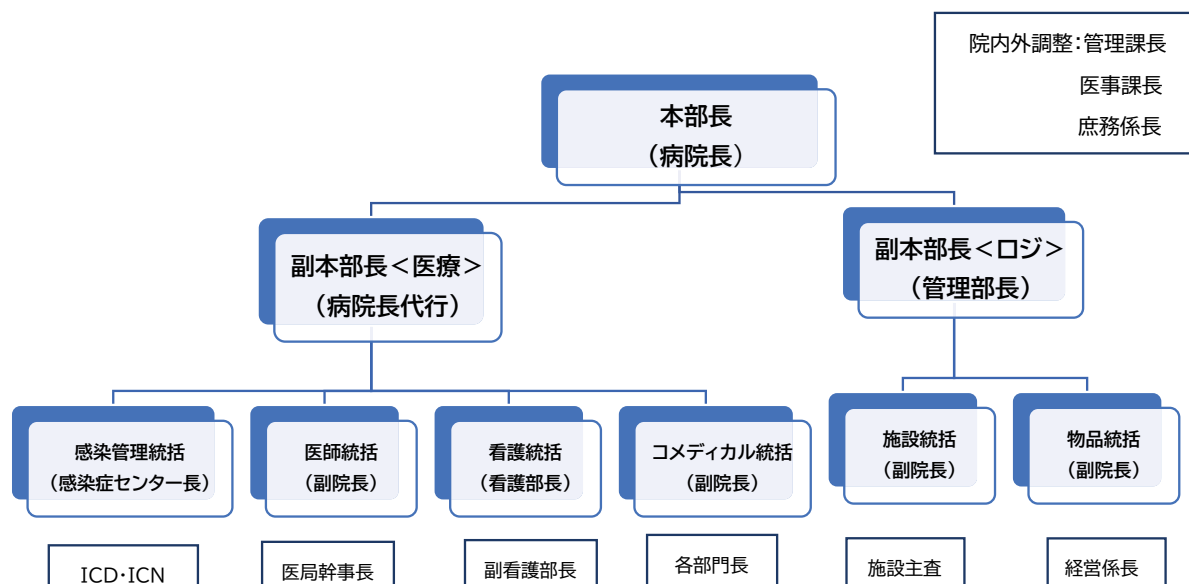 院内外調整：管理課長
医事課長
庶務係長
本部長
（病院長）
副本部長＜医療＞
（病院長代行）
副本部長＜ロジ＞
（管理部長）
感染管理統括
（感染症センター長）
医師統括
（副院長）
看護統括
（看護部長）
コメディカル統括
（副院長）
施設統括
（副院長）
物品統括
（副院長）
ICD・ICN
医局幹事長
副看護部長
各部門長
施設主査
経営係長